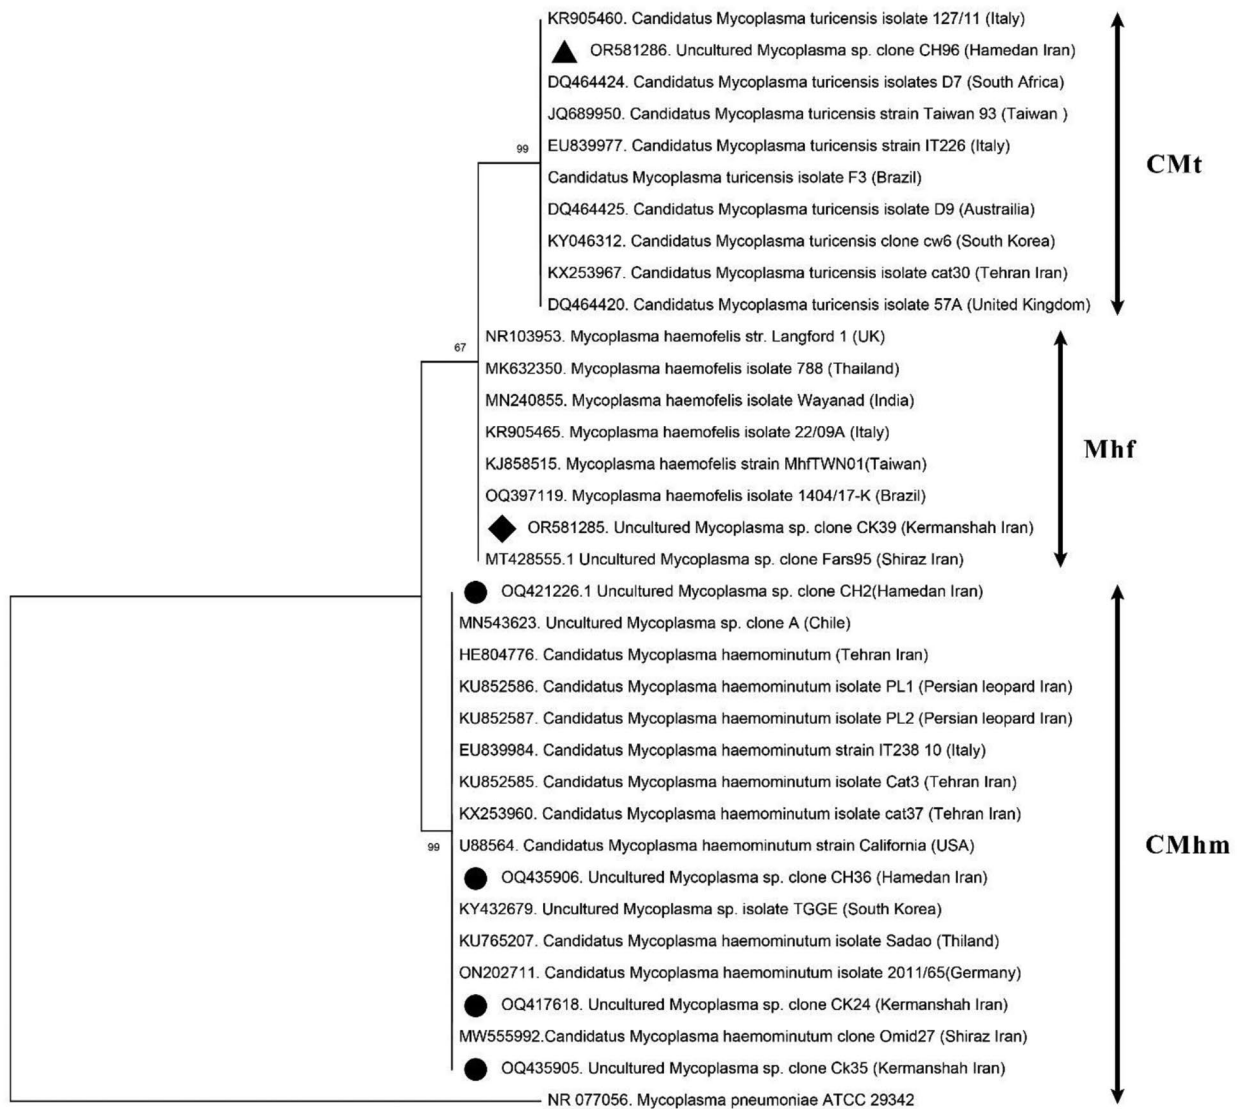 KR905460. Candidatus Mycoplasma turicensis isolate 127/11 (Italy)
OR581286. Uncultured Mycoplasma sp. clone CH96 (Hamedan Iran)
DQ464424. Candidatus Mycoplasma turicensis isolates D7 (South Africa)
JQ689950. Candidatus Mycoplasma turicensis strain Taiwan 93 (Taiwan )
99
EU839977. Candidatus Mycoplasma turicensis strain IT226 (Italy)
CMt
Candidatus Mycoplasma turicensis isolate F3 (Brazil)
DQ464425. Candidatus Mycoplasma turicensis isolate D9 (Austrailia)
KY046312. Candidatus Mycoplasma turicensis clone cw6 (South Korea)
KX253967. Candidatus Mycoplasma turicensis isolate cat30 (Tehran Iran)
DQ464420. Candidatus Mycoplasma turicensis isolate 57A (United Kingdom)
NR103953. Mycoplasma haemofelis str. Langford 1 (UK)
67
MK632350. Mycoplasma haemofelis isolate 788 (Thailand)
MN240855. Mycoplasma haemofelis isolate Wayanad (India)
KR905465. Mycoplasma haemofelis isolate 22/09A (Italy)
Mhf
KJ858515. Mycoplasma haemofelis strain MhfTWN01(Taiwan)
OQ397119. Mycoplasma haemofelis isolate 1404/17-K (Brazil)
OR581285. Uncultured Mycoplasma sp. clone CK39 (Kermanshah Iran)
MT428555.1 Uncultured Mycoplasma sp. clone Fars95 (Shiraz Iran)
OQ421226.1 Uncultured Mycoplasma sp. clone CH2(Hamedan Iran)
MN543623. Uncultured Mycoplasma sp. clone A (Chile)
HE804776. Candidatus Mycoplasma haemominutum (Tehran Iran)
KU852586. Candidatus Mycoplasma haemominutum isolate PL1 (Persian leopard Iran)
KU852587. Candidatus Mycoplasma haemominutum isolate PL2 (Persian leopard Iran)
EU839984. Candidatus Mycoplasma haemominutum strain IT238 10 (Italy)
KU852585. Candidatus Mycoplasma haemominutum isolate Cat3 (Tehran Iran)
KX253960. Candidatus Mycoplasma haemominutum isolate cat37 (Tehran Iran)
99
U88564. Candidatus Mycoplasma haemominutum strain California (USA)
CMhm
OQ435906. Uncultured Mycoplasma sp. clone CH36 (Hamedan Iran)
KY432679. Uncultured Mycoplasma sp. isolate TGGE (South Korea)
KU765207. Candidatus Mycoplasma haemominutum isolate Sadao (Thiland)
ON202711. Candidatus Mycoplasma haemominutum isolate 2011/65(Germany)
OQ417618. Uncultured Mycoplasma sp. clone CK24 (Kermanshah Iran)
MW555992.Candidatus Mycoplasma haemominutum clone Omid27 (Shiraz Iran)
OQ435905. Uncultured Mycoplasma sp. clone Ck35 (Kermanshah Iran)
NR 077056. Mycoplasma pneumoniae ATCC 29342